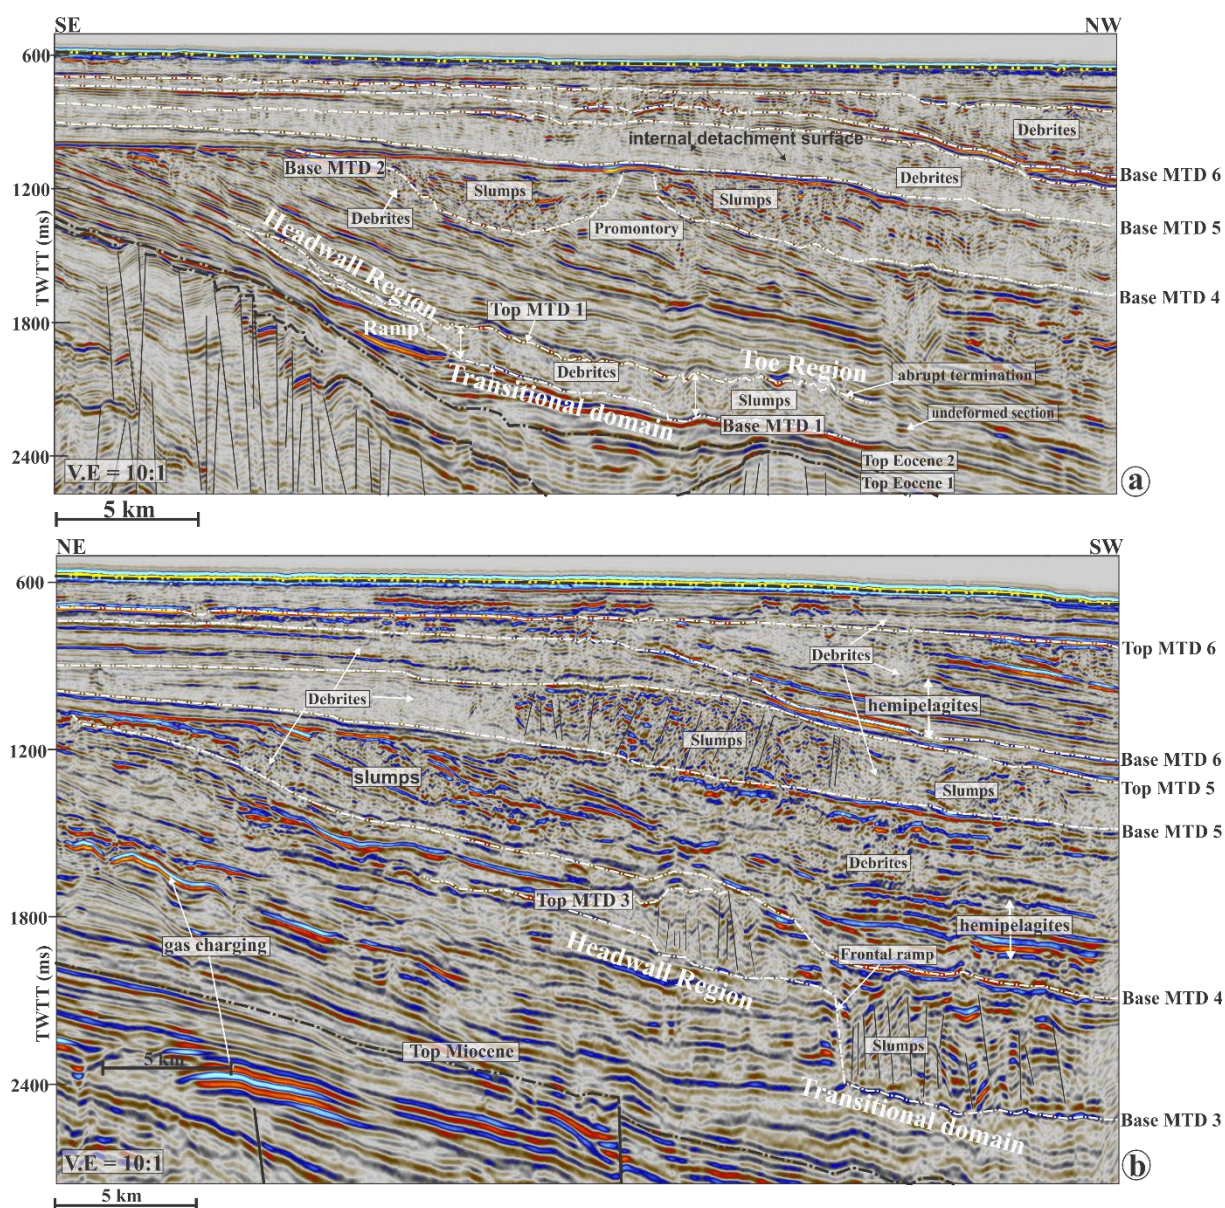 SE
NW
600
1200
1800
2400
TWTT (ms)
internal detachment surface
Debrites
Base MTD 6
Debrites
Base MTD 2
Slumps
Slumps
Debrites
Promontory
Base MTD 5
Headwall Region
Base MTD 4
Top MTD 1
Ramp
Debrites
Toe Region
abrupt termination
Slumps
Transitional domain
undeformed section
Base MTD 1
V.E = 10:1
Top Eocene 2
Top Eocene 1
a
5 km
NE
SW
600
1200
1800
2400
TWTT (ms)
Top MTD 6
Debrites
Debrites
hemipelagites
Slumps
Base MTD 6
slumps
Slumps
Top MTD 5
Base MTD 5
Debrites
Top MTD 3
gas charging
hemipelagites
Headwall Region
Frontal ramp
Base MTD 4
Top Miocene
Slumps
5 km
Transitional domain
Base MTD 3
V.E = 10:1
b
5 km